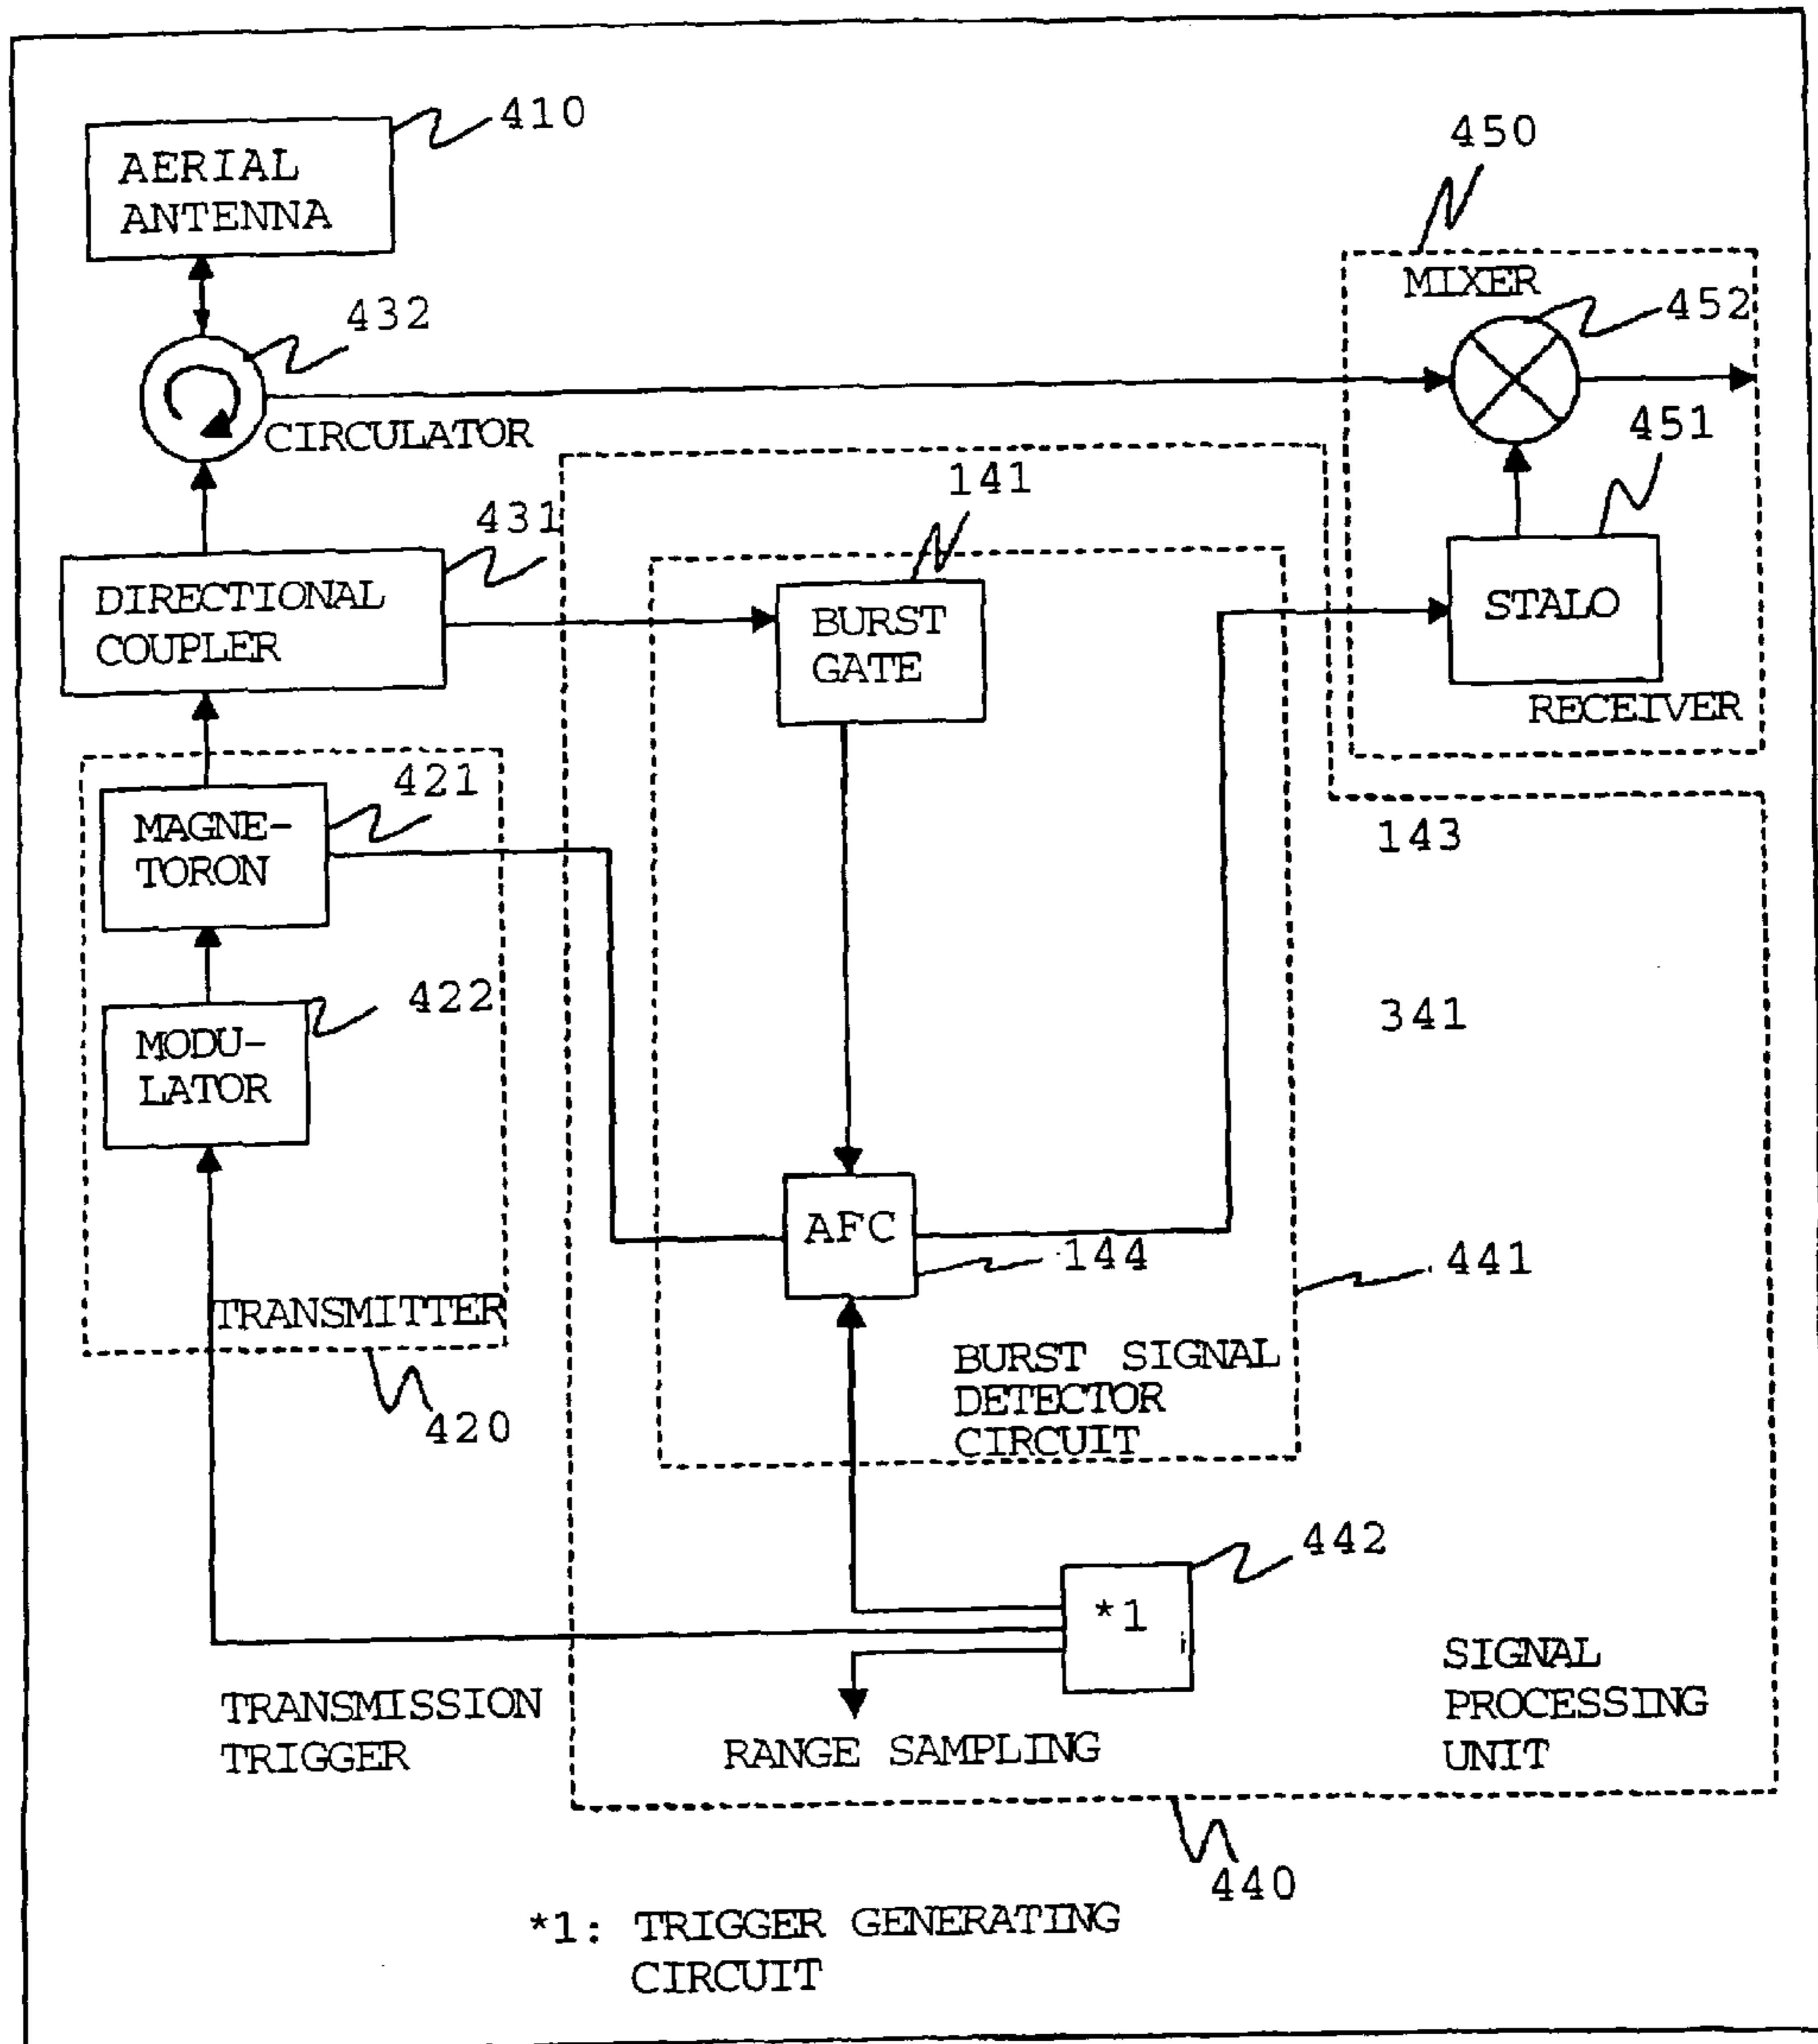 410
AERIAL
ANTENNA
450
MIXER
432
452
CIRCULATOR
451
141
431
DIRECTIONAL
COUPLER
BURST
GATE
STALO
RECEIVER
421
MAGNE-
TORON
143
422
341
MODU-
LATOR
AFC
144
441
TRANSMITTER
BURST SIGNAL
DETECTOR
CIRCUIT
420
442
*1
SIGNAL
PROCESSING
UNIT
TRANSMISSION
TRIGGER
RANGE SAMPLING
440
*1: TRIGGER GENERATING
CIRCUIT